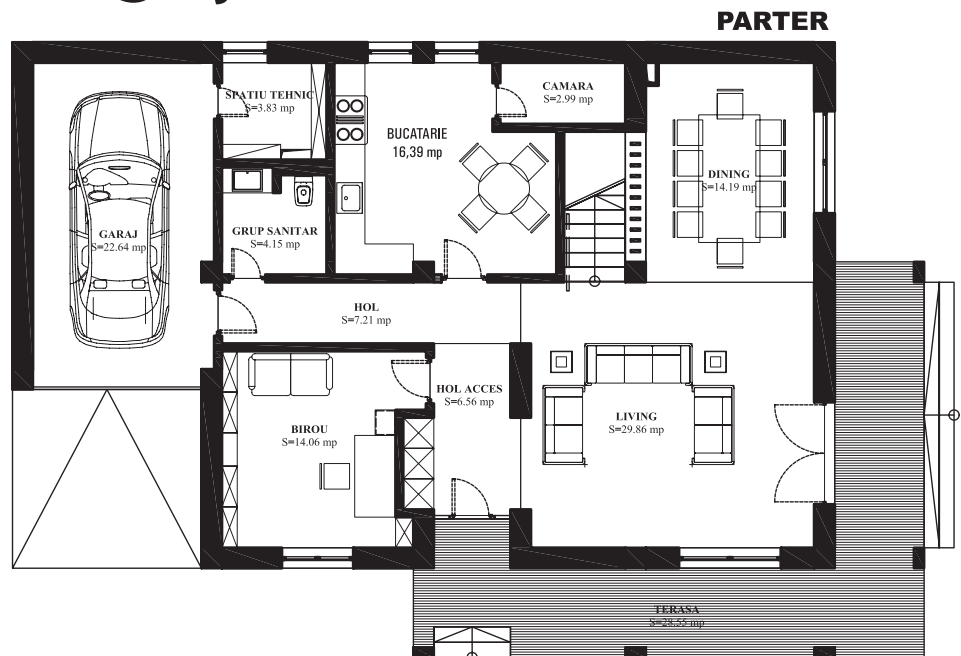 PARTER
SPATIU TEHNIC
S=3.83 mp
BUCATARIE
16,39 mp
CAMARA
S=2.99 mp
DINING
S=14.19 mp
GARAJ
S=22.64 mp
GRUP SANITAR
S=4.15 mp
HOL
S=7.21 mp
HOL ACCES
S=6.56 mp
BIROU
S=14.06 mp
LIVING
S=29.86 mp
TERASA
S=28.55 mp